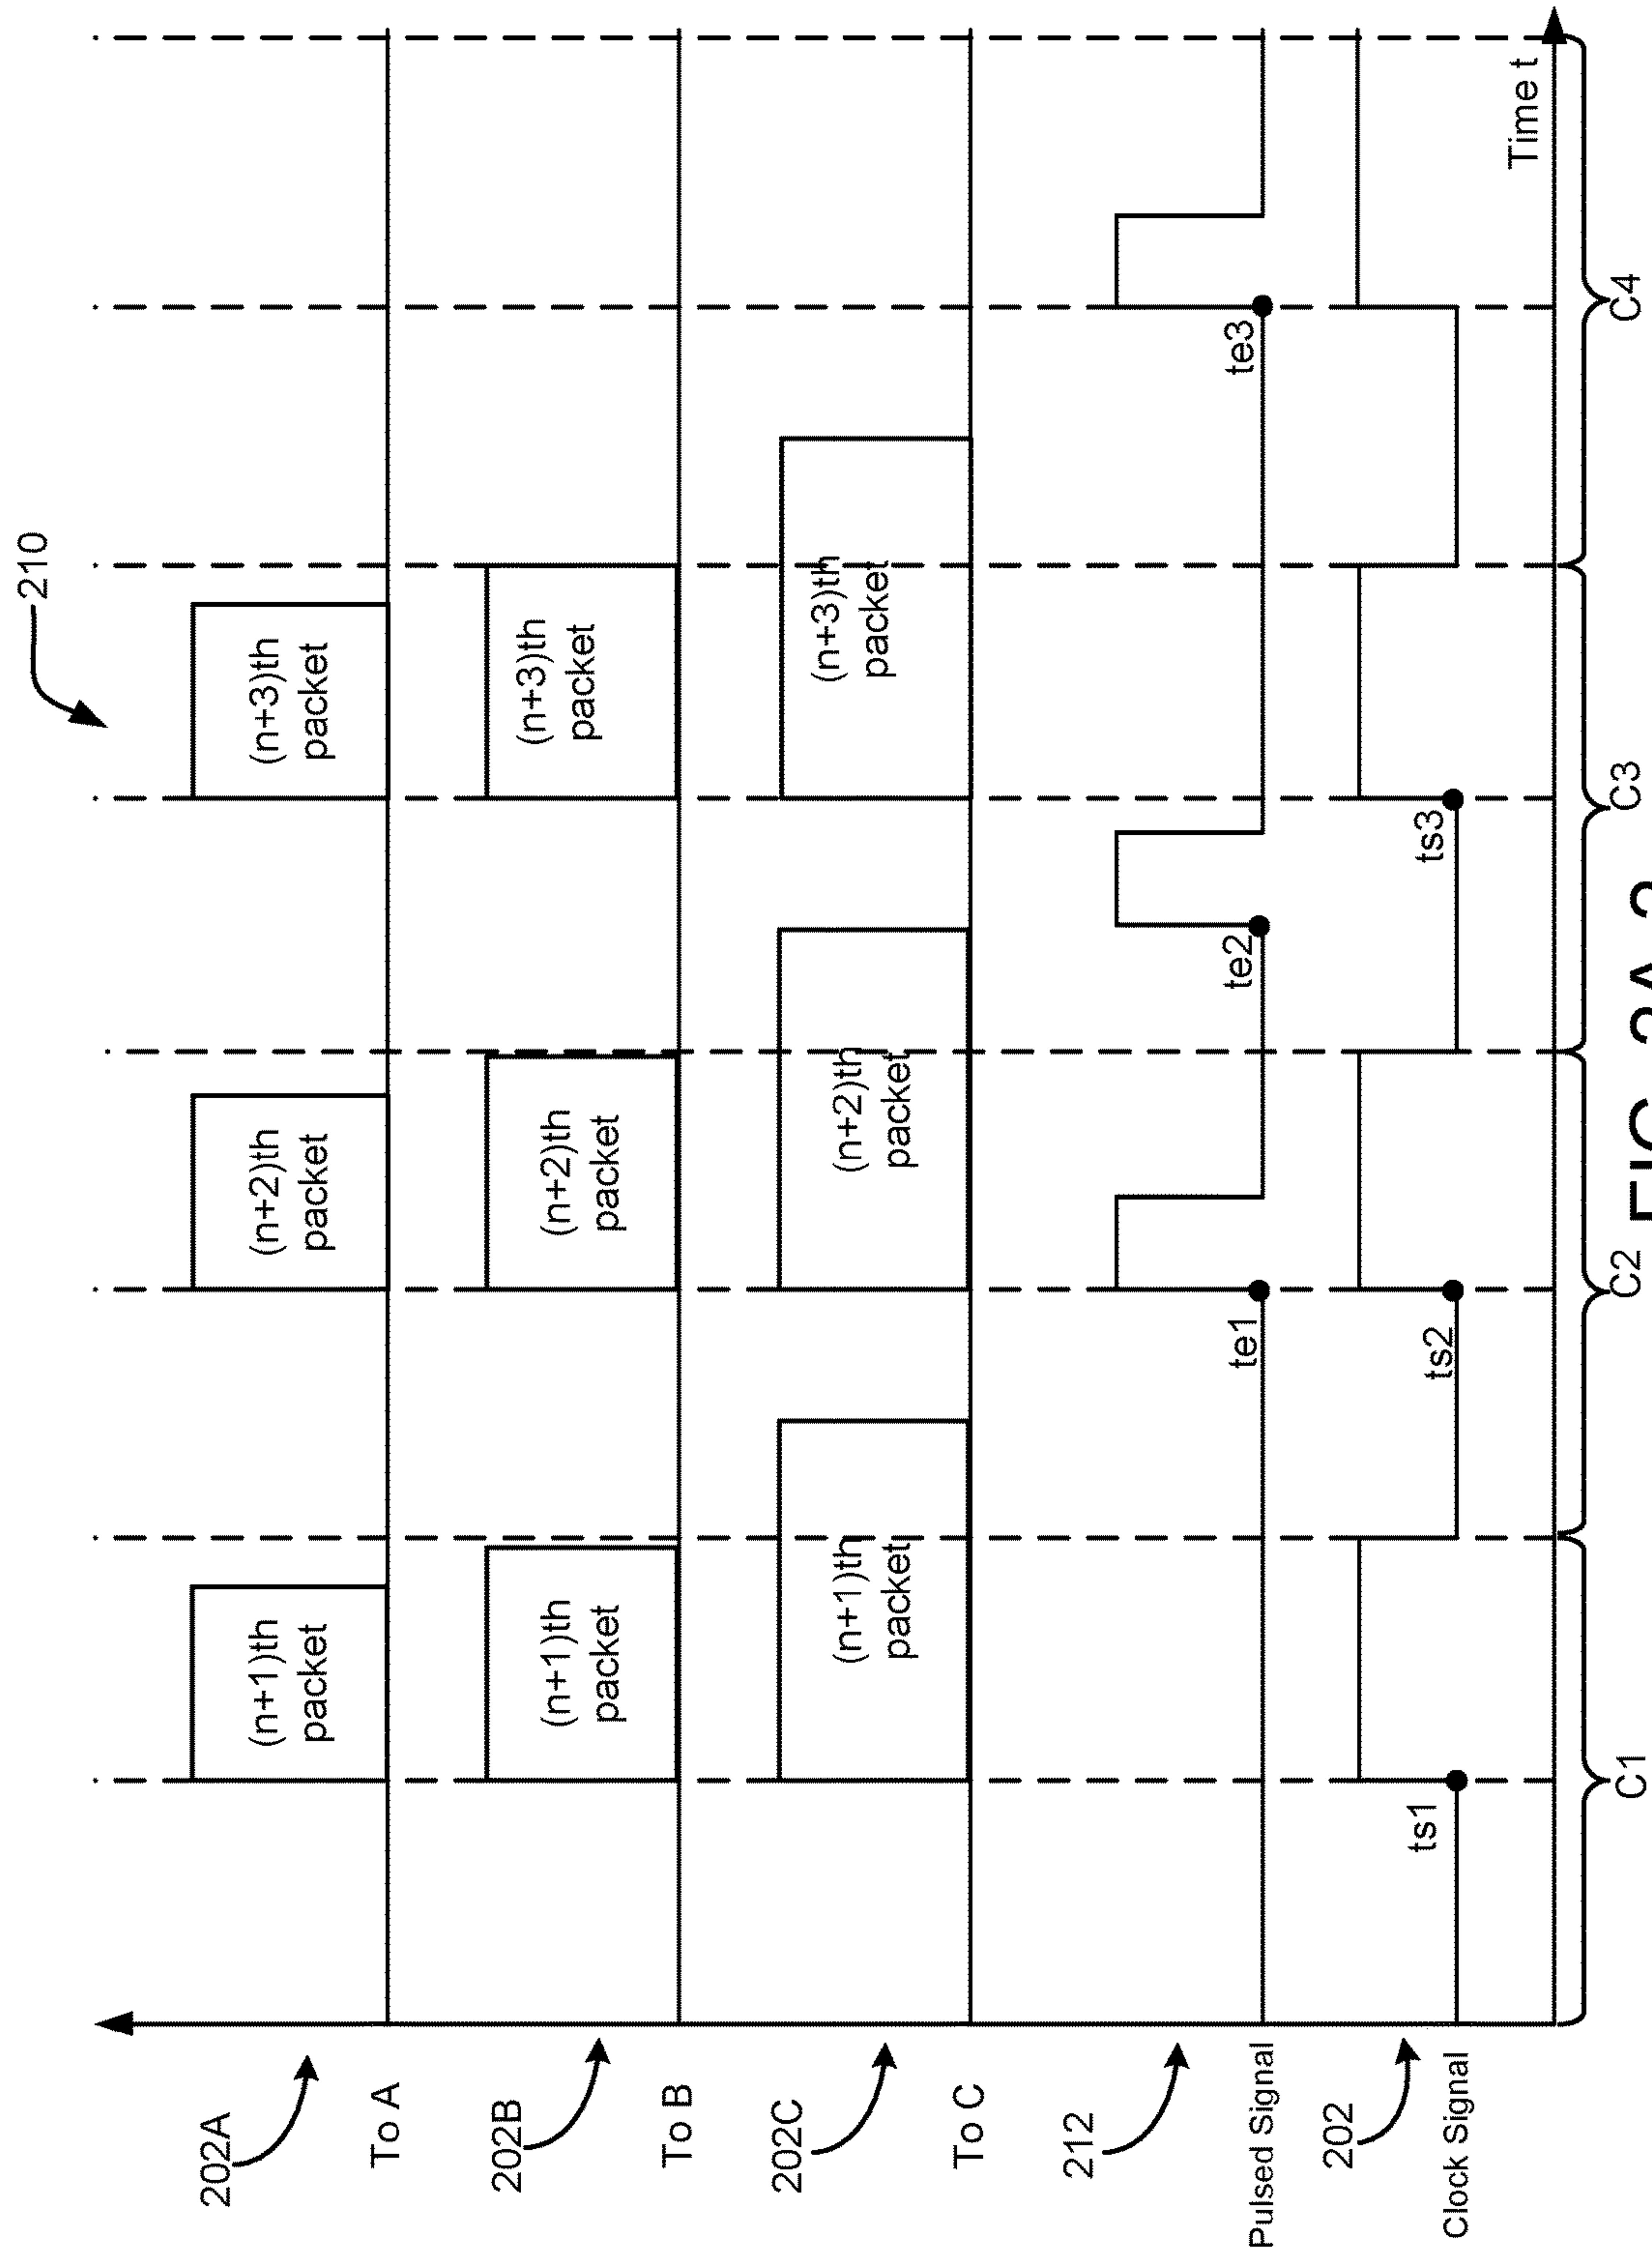 210
202A
To A
(n+1)th
packet
(n+2)th
packet
(n+3)th
packet
202B
To B
(n+1)th
packet
(n+2)th
packet
(n+3)th
packet
202C
To C
(n+1)th
packet
(n+2)th
packet
(n+3)th
packet
212
Pulsed Signal
te1
te2
te3
202
Clock Signal
ts1
ts2
ts3
Time t
C1
C2
C3
C4
FIG